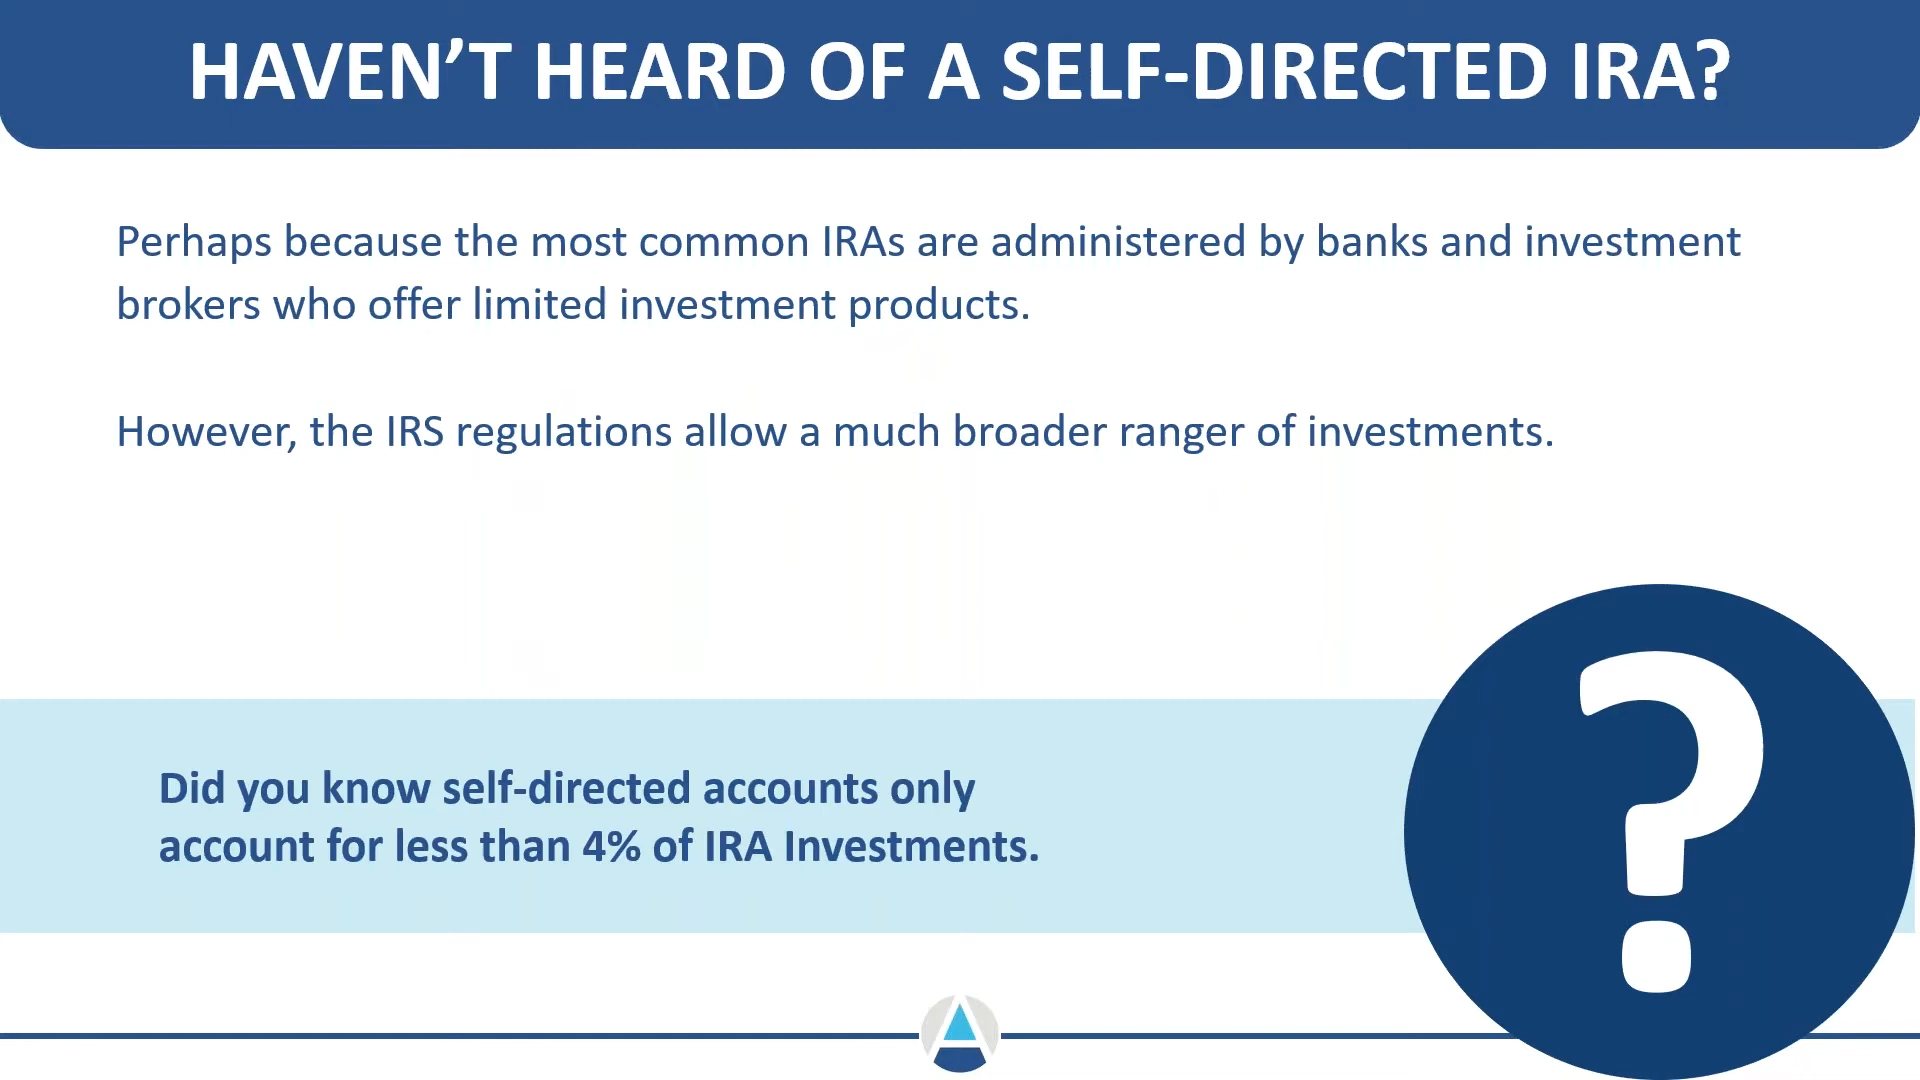 HAVEN’T HEARD OF A SELF-DIRECTED IRA?
Perhaps because the most common IRAs are administered by banks and investment
brokers who offer limited investment products.
However, the IRS regulations allow a much broader ranger of investments.
Did you know self-directed accounts only
account for less than 4% of IRA Investments.
?